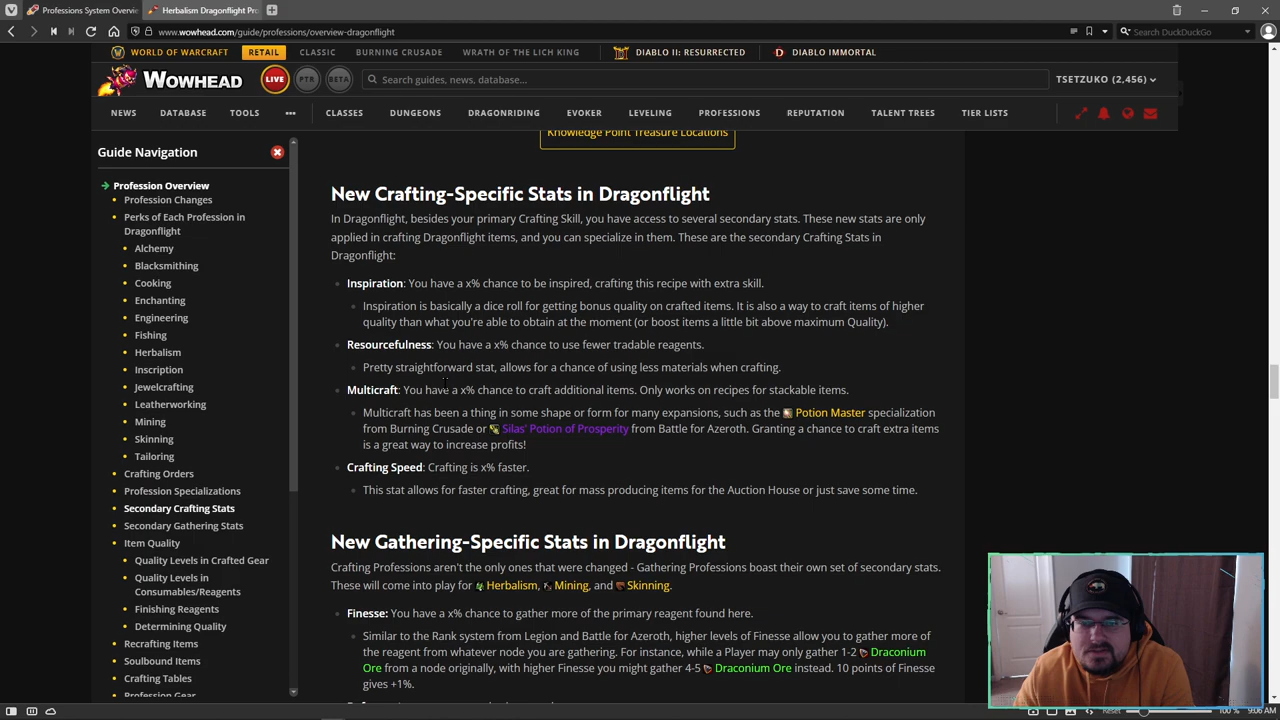 Professions System Overvie
Herbalism Dragonflight Pro
www.wowhead.com/guide/professions/overview-dragonflight
Search DuckDuckGo
WORLD OF WARCRAFT
RETAIL
CLASSIC
BURNING CRUSADE
WRATH OF THE LICH KING
DIABLO II: RESURRECTED
DIABLO IMMORTAL
WOWHEAD
LIVE
PTR
BETA
Search guides, news, database...
TSETZUKO (2,456)
NEWS
DATABASE
TOOLS
CLASSES
DUNGEONS
DRAGONRIDING
EVOKER
LEVELING
PROFESSIONS
REPUTATION
TALENT TREES
TIER LISTS
Guide Navigation
Profession Overview
Profession Changes
Perks of Each Profession in
Dragonflight
Alchemy
Blacksmithing
Cooking
Enchanting
Engineering
Fishing
Herbalism
Inscription
Jewelcrafting
Leatherworking
Mining
Skinning
Tailoring
Crafting Orders
Profession Specializations
Secondary Crafting Stats
Secondary Gathering Stats
Item Quality
Quality Levels in Crafted Gear
Quality Levels in
Consumables/Reagents
Finishing Reagents
Determining Quality
Recrafting Items
Soulbound Items
Crafting Tables
Profession Gear
Knowledge Point Treasure Locations
New Crafting-Specific Stats in Dragonflight
In Dragonflight, besides your primary Crafting Skill, you have access to several secondary stats. These new stats are only
applied in crafting Dragonflight items, and you can specialize in them. These are the secondary Crafting Stats in
Dragonflight:
Inspiration: You have a x% chance to be inspired, crafting this recipe with extra skill.
Inspiration is basically a dice roll for getting bonus quality on crafted items. It is also a way to craft items of higher
quality than what you're able to obtain at the moment (or boost items a little bit above maximum Quality).
Resourcefulness: You have a x% chance to use fewer tradable reagents.
Pretty straightforward stat, allows for a chance of using less materials when crafting.
Multicraft: You have a x% chance to craft additional items. Only works on recipes for stackable items.
Multicraft has been a thing in some shape or form for many expansions, such as the Potion Master specialization
from Burning Crusade or Silas' Potion of Prosperity from Battle for Azeroth. Granting a chance to craft extra items
is a great way to increase profits!
Crafting Speed: Crafting is x% faster.
This stat allows for faster crafting, great for mass producing items for the Auction House or just save some time.
New Gathering-Specific Stats in Dragonflight
Crafting Professions aren't the only ones that were changed - Gathering Professions boast their own set of secondary stats.
These will come into play for Herbalism, Mining, and Skinning.
Finesse: You have a x% chance to gather more of the primary reagent found here.
Similar to the Rank system from Legion and Battle for Azeroth, higher levels of Finesse allow you to gather more of
the reagent from whatever node you are gathering. For instance, while a Player may only gather 1-2 Draconium
Ore from a node originally, with higher Finesse you might gather 4-5 Draconium Ore instead. 10 points of Finesse
gives +1%.
Reset
100 %
9:06 AM